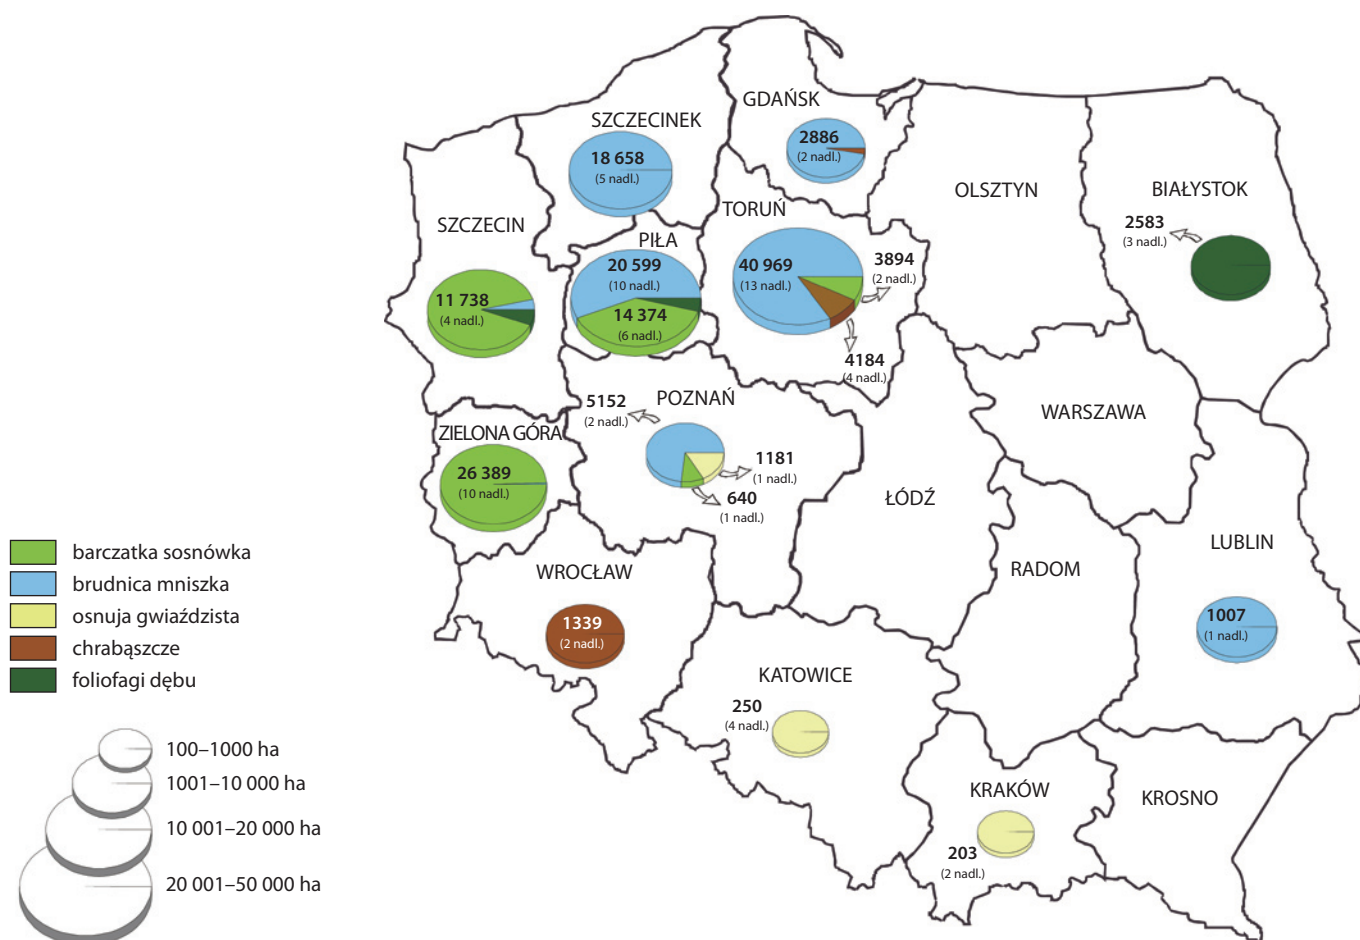 GDAŃSK
2886
(2 nadl.)
SZCZECINEK
18 658
(5 nadl.)
OLSZTYN
BIAŁYSTOK
2583
(3 nadl.)
SZCZECIN
11 738
(4 nadl.)
PIŁA
20 599
(10 nadl.)
14 374
(6 nadl.)
TORUŃ
40 969
(13 nadl.)
3894
(2 nadl.)
4184
(4 nadl.)
POZNAŃ
5152
(2 nadl.)
1181
(1 nadl.)
640
(1 nadl.)
WARSZAWA
ZIELONA GÓRA
26 389
(10 nadl.)
ŁÓDŹ
LUBLIN
1007
(1 nadl.)
RADOM
WROCŁAW
1339
(2 nadl.)
KATOWICE
250
(4 nadl.)
KRAKÓW
203
(2 nadl.)
KROSNO
barczatka sosnówka
brudnica mniszka
osnuja gwiaździsta
chrabąszcze
foliofagi dębu
100–1000 ha
1001–10 000 ha
10 001–20 000 ha
20 001–50 000 ha